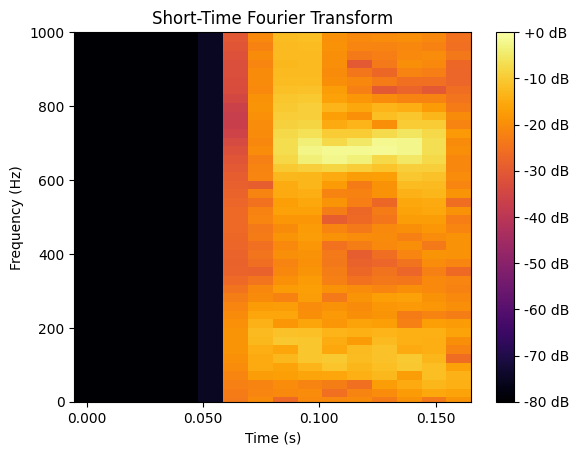 Short-Time Fourier Transform
1000
800
600
400
200
0
Frequency (Hz)
0.000
0.050
0.100
0.150
Time (s)
+0 dB
-10 dB
-20 dB
-30 dB
-40 dB
-50 dB
-60 dB
-70 dB
-80 dB